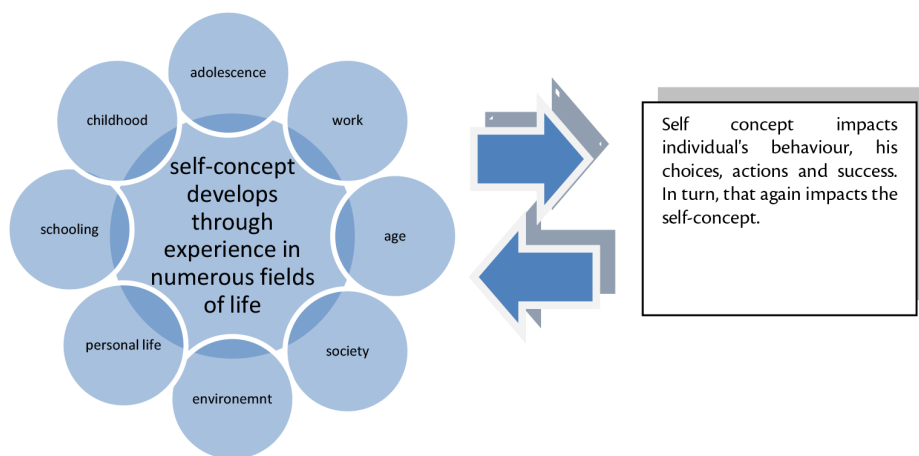 adolescence
childhood
work
self-concept
develops
through
experience in
numerous fields
of life
schooling
age
personal life
society
environemnt
Self concept impacts
individual's behaviour, his
choices, actions and success.
In turn, that again impacts the
self-concept.